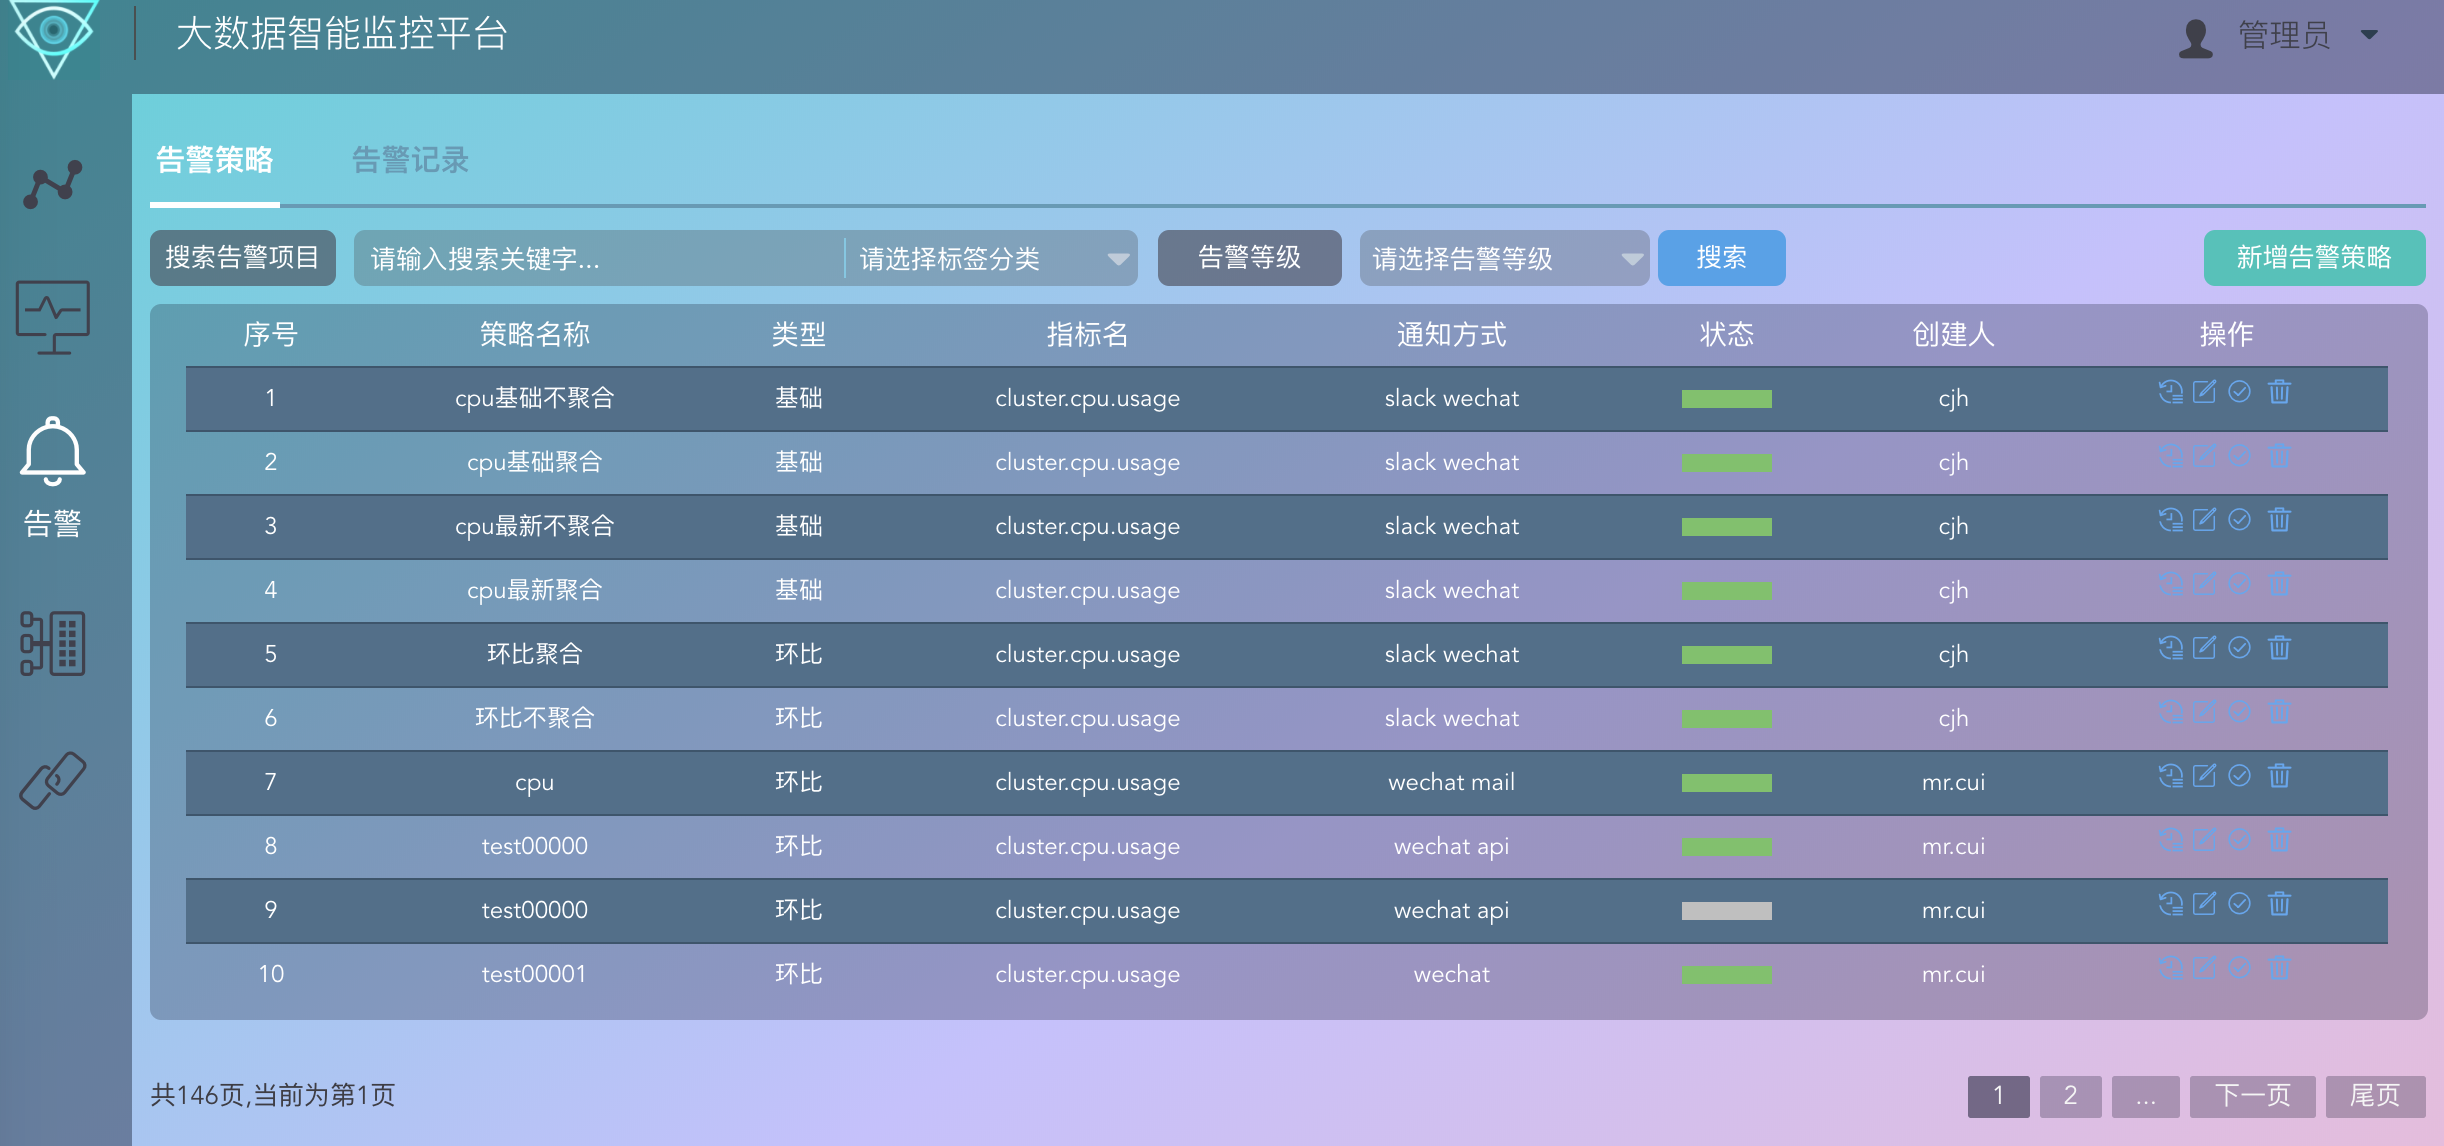 大数据智能监控平台
管理员
告警策略 告警记录
搜索告警项目 请输入搜索关键字... 请选择标签分类 告警等级 请选择告警等级 搜索 新增告警策略
告警
序号 策略名称 类型 指标名 通知方式 状态 创建人 操作
1 cpu基础不聚合 基础 cluster.cpu.usage slack wechat cjh
2 cpu基础聚合 基础 cluster.cpu.usage slack wechat cjh
3 cpu最新不聚合 基础 cluster.cpu.usage slack wechat cjh
4 cpu最新聚合 基础 cluster.cpu.usage slack wechat cjh
5 环比聚合 环比 cluster.cpu.usage slack wechat cjh
6 环比不聚合 环比 cluster.cpu.usage slack wechat cjh
7 cpu 环比 cluster.cpu.usage wechat mail mr.cui
8 test00000 环比 cluster.cpu.usage wechat api mr.cui
9 test00000 环比 cluster.cpu.usage wechat api mr.cui
10 test00001 环比 cluster.cpu.usage wechat mr.cui
共146页,当前为第1页
1 2 ... 下一页 尾页